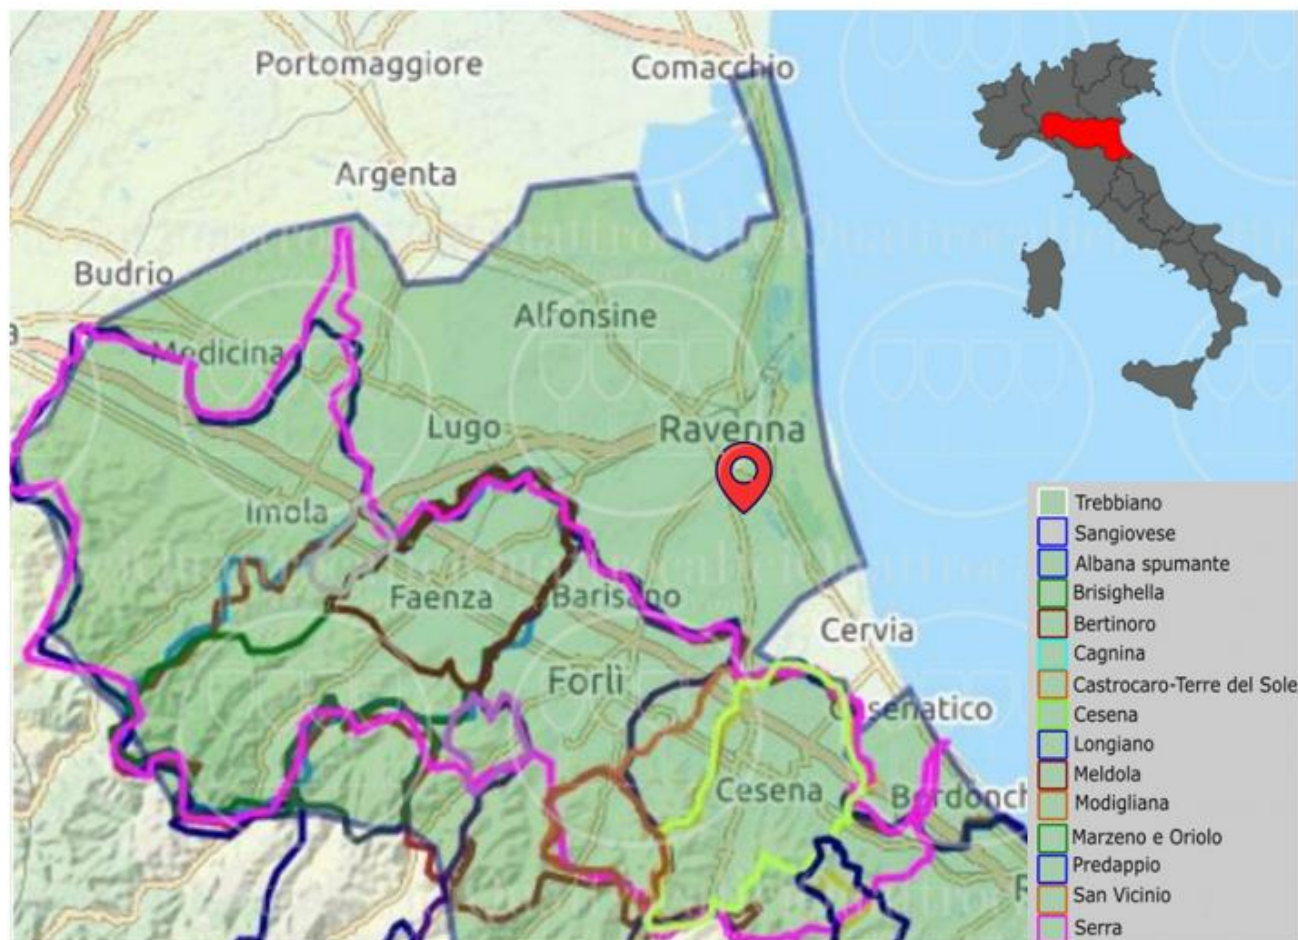 Portomaggiore
Comacchio
Argenta
Budrio
Alfonsine
Medicina
Lugo
Ravenna
Imola
Faenza
Barisano
Cervia
Forlì
Cesenatico
Cesena
Bordonch
R
a
Trebbiano
Sangiovese
Albana spumante
Brisighella
Bertinoro
Cagnina
Castrocaro-Terre del Sole
Cesena
Longiano
Meldola
Modigliana
Marzeno e Oriolo
Predappio
San Vicinio
Serra